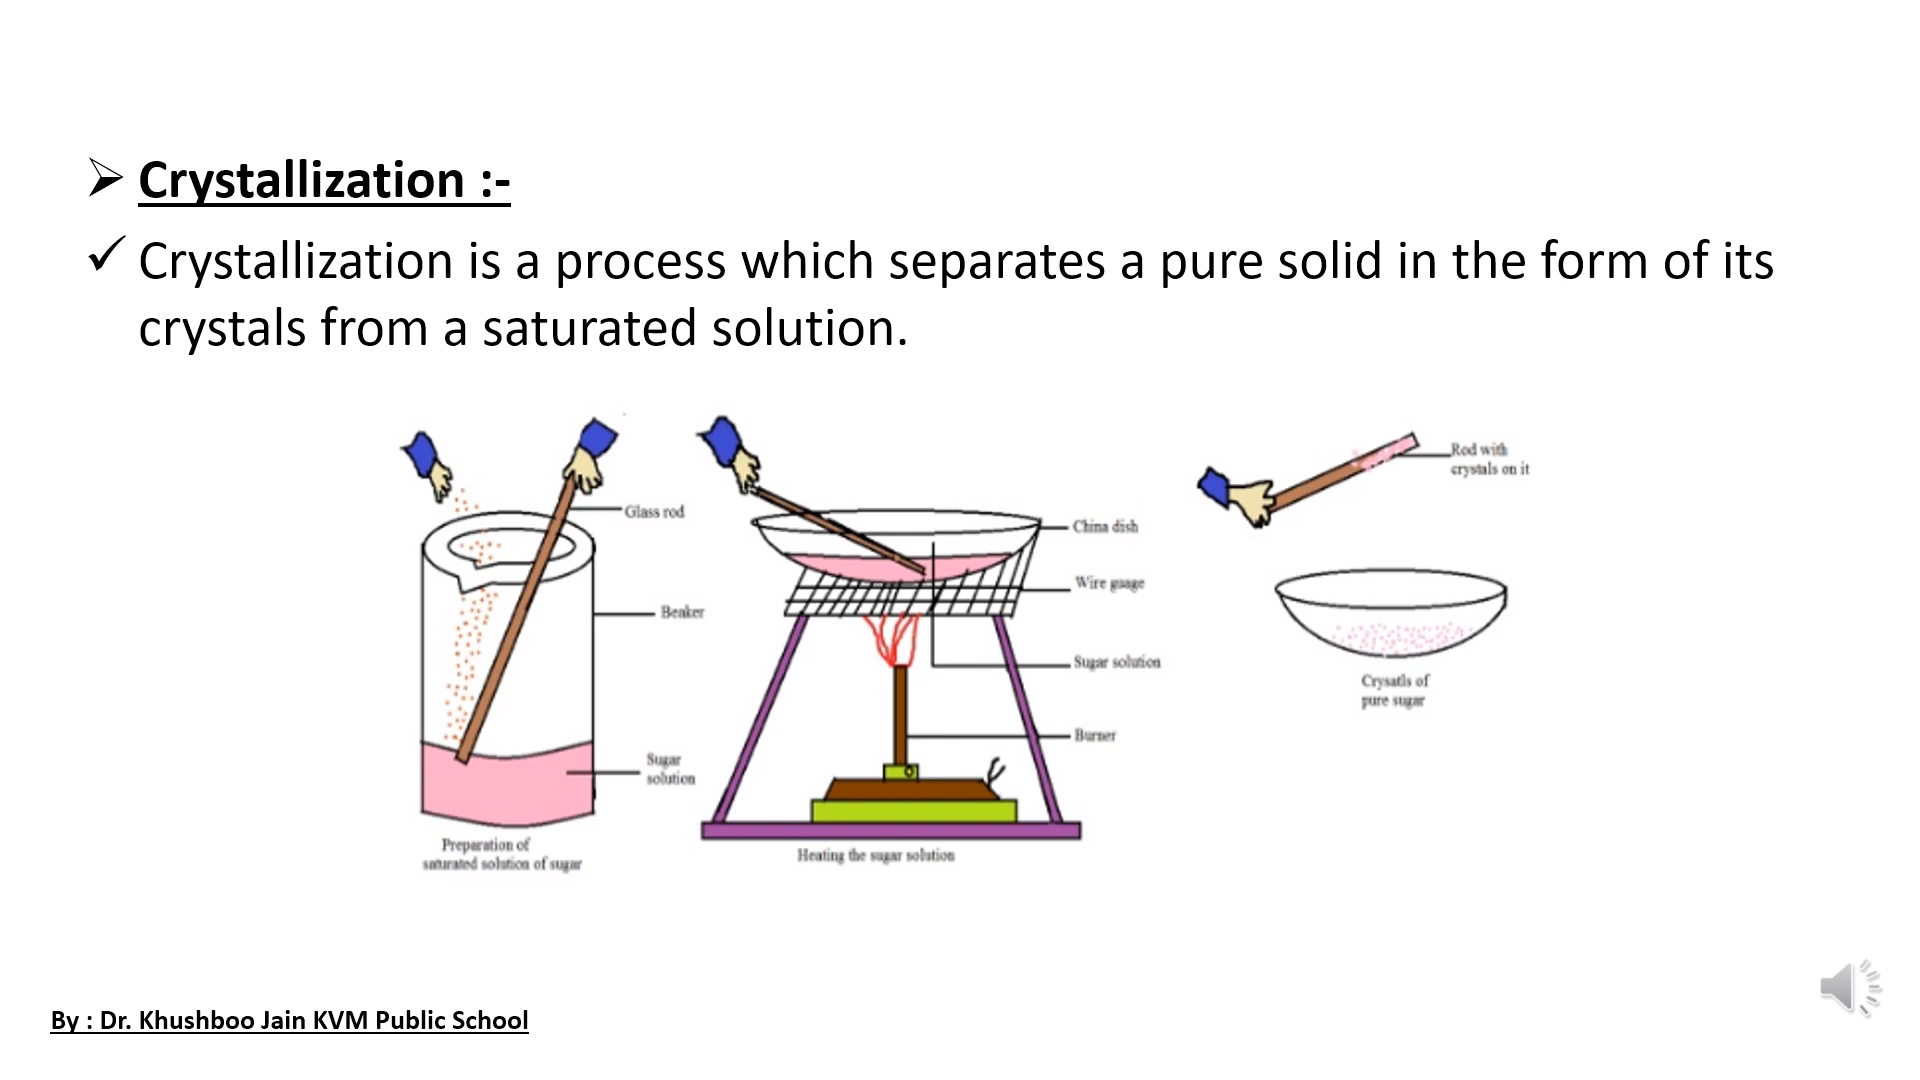 Crystallization :-
Crystallization is a process which separates a pure solid in the form of its
crystals from a saturated solution.
Glass rod
Beaker
Sugar
solution
Preparation of
saturated solution of sugar
China dish
Wire guage
Sugar solution
Burner
Heating the sugar solution
Rod with
crystals on it
Crysatls of
pure sugar
By : Dr. Khushboo Jain KVM Public School